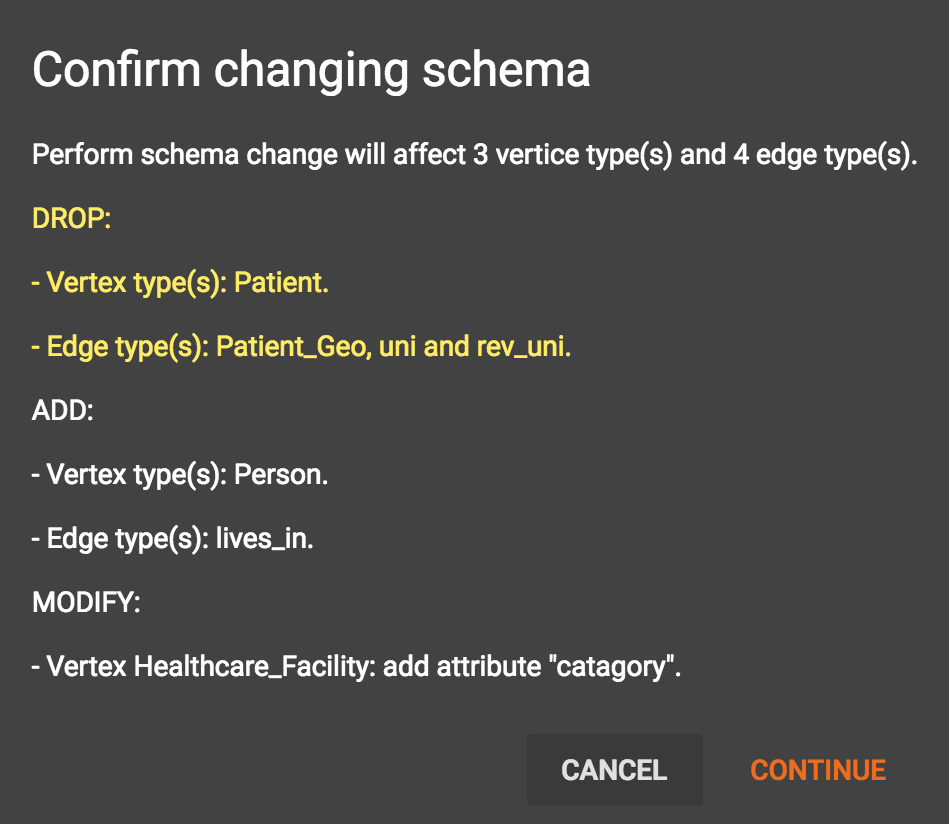 Confirm changing schema
Perform schema change will affect 3 vertice type(s) and 4 edge type(s).
DROP:
- Vertex type(s): Patient.
- Edge type(s): Patient_Geo, uni and rev_uni.
ADD:
- Vertex type(s): Person.
- Edge type(s): lives_in.
MODIFY:
- Vertex Healthcare_Facility: add attribute "catagory".
CANCEL
CONTINUE